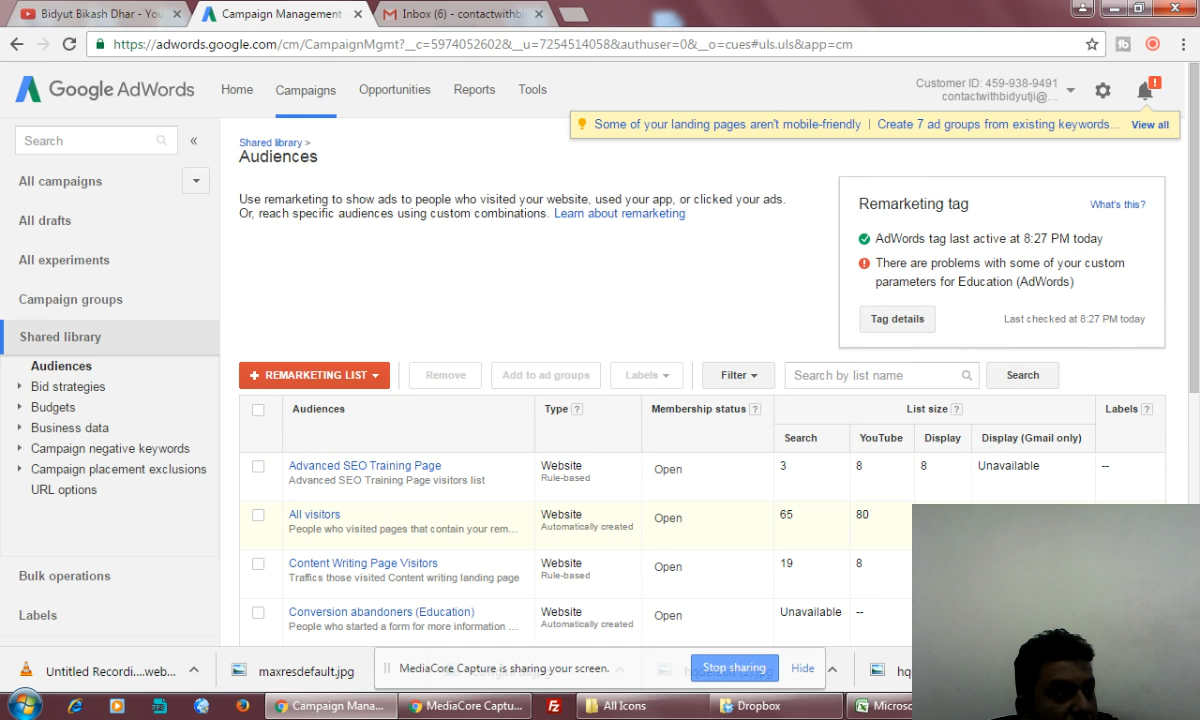 Bidyut Bikash Dhar - You
Campaign Management
Inbox (6) - contactwithbi
https://adwords.google.com/cm/CampaignMgmt?__c=5974052602&__u=7254514058&authuser=0&__o=cues#uls.uls&app=cm
Google AdWords
Home
Campaigns
Opportunities
Reports
Tools
Customer ID: 459-938-9491
contactwithbidyutji@...
Some of your landing pages aren't mobile-friendly | Create 7 ad groups from existing keywords... View all
Search
«
All campaigns
All drafts
All experiments
Campaign groups
Shared library
Audiences
Bid strategies
Budgets
Business data
Campaign negative keywords
Campaign placement exclusions
URL options
Bulk operations
Labels
Shared library >
Audiences
Use remarketing to show ads to people who visited your website, used your app, or clicked your ads.
Or, reach specific audiences using custom combinations. Learn about remarketing
Remarketing tag
What's this?
AdWords tag last active at 8:27 PM today
There are problems with some of your custom
parameters for Education (AdWords)
Tag details
Last checked at 8:27 PM today
+ REMARKETING LIST
Remove
Add to ad groups
Labels
Filter
Search by list name
Search
Audiences
Type ?
Membership status ?
List size ?
Labels ?
Search
YouTube
Display
Display (Gmail only)
Advanced SEO Training Page
Advanced SEO Training Page visitors list
Website
Rule-based
Open
3
8
8
Unavailable
--
All visitors
People who visited pages that contain your rem...
Website
Automatically created
Open
65
80
Content Writing Page Visitors
Traffics those visited Content writing landing page
Website
Rule-based
Open
19
8
Conversion abandoners (Education)
People who started a form for more information ...
Website
Automatically created
Open
Unavailable
--
Untitled Recordi....web...
maxresdefault.jpg
MediaCore Capture is sharing your screen.
Stop sharing
Hide
Campaign Mana...
MediaCore Captu...
All Icons
Dropbox
Microso